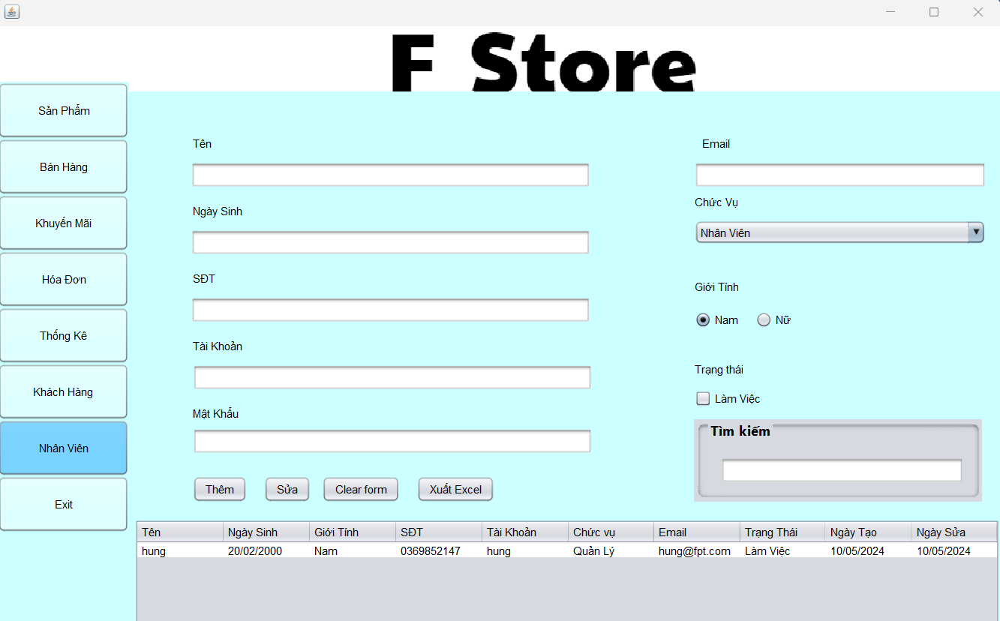 F Store
Sản Phẩm
Bán Hàng
Khuyến Mãi
Hóa Đơn
Thống Kê
Khách Hàng
Nhân Viên
Exit
Tên
Ngày Sinh
SĐT
Tài Khoản
Mật Khẩu
Email
Chức Vụ
Nhân Viên
Giới Tính
Nam Nữ
Trạng thái
Làm Việc
Tìm kiếm
Thêm Sửa Clear form Xuất Excel
Tên Ngày Sinh Giới Tính SĐT Tài Khoản Chức vụ Email Trạng Thái Ngày Tạo Ngày Sửa
hung 20/02/2000 Nam 0369852147 hung Quản Lý hung@fpt.com Làm Việc 10/05/2024 10/05/2024